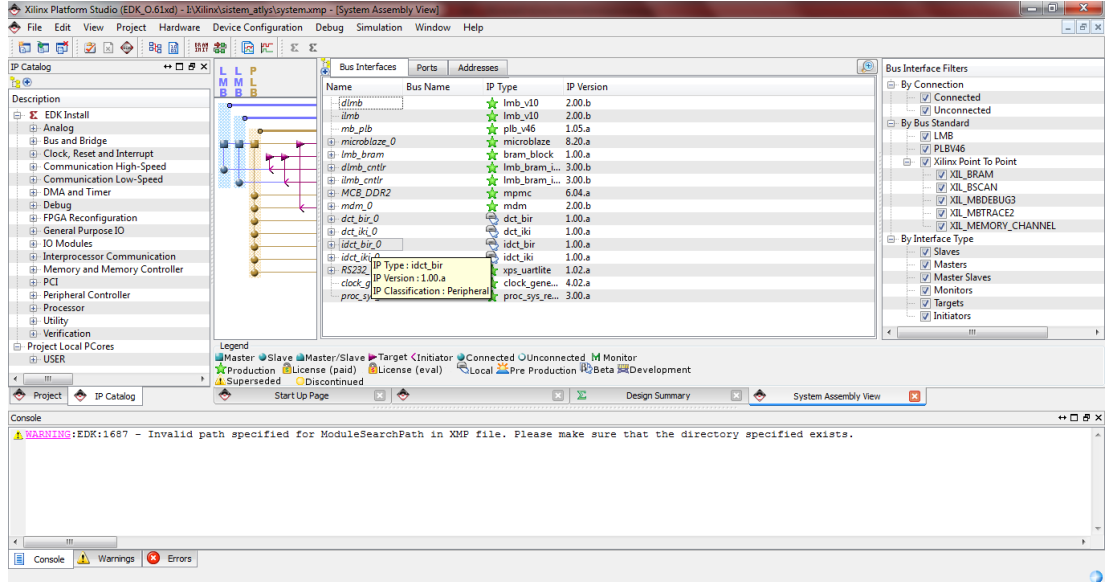 Xilinx Platform Studio (EDK_O.61xd) - I:\Xilinx\sistem_atlys\system.xmp - [System Assembly View]
File Edit View Project Hardware Device Configuration Debug Simulation Window Help
IP Catalog
Description
EDK Install
Analog
Bus and Bridge
Clock, Reset and Interrupt
Communication High-Speed
Communication Low-Speed
DMA and Timer
Debug
FPGA Reconfiguration
General Purpose IO
IO Modules
Interprocessor Communication
Memory and Memory Controller
PCI
Peripheral Controller
Processor
Utility
Verification
Project Local PCores
USER
Project IP Catalog
L L P
M M L
B B B
Bus Interfaces Ports Addresses
Name Bus Name IP Type IP Version
dlmb lmb_v10 2.00.b
ilmb lmb_v10 2.00.b
mb_plb plb_v46 1.05.a
microblaze_0 microblaze 8.20.a
lmb_bram bram_block 1.00.a
dlmb_cntlr lmb_bram_i... 3.00.b
ilmb_cntlr lmb_bram_i... 3.00.b
MCB_DDR2 mpmc 6.04.a
mdm_0 mdm 2.00.b
dct_bir_0 dct_bir 1.00.a
dct_iki_0 dct_iki 1.00.a
idct_bir_0 idct_bir 1.00.a
idct_iki_0 idct_iki 1.00.a
RS232_ xps_uartlite 1.02.a
clock_g clock_gene... 4.02.a
proc_sy proc_sys_re... 3.00.a
IP Type : idct_bir
IP Version : 1.00.a
IP Classification : Peripheral
Legend
Master Slave Master/Slave Target Initiator Connected Unconnected M Monitor
Production License (paid) License (eval) Local Pre Production Beta Development
Superseded Discontinued
Start Up Page Design Summary System Assembly View
Bus Interface Filters
By Connection
Connected
Unconnected
By Bus Standard
LMB
PLBV46
Xilinx Point To Point
XIL_BRAM
XIL_BSCAN
XIL_MBDEBUG3
XIL_MBTRACE2
XIL_MEMORY_CHANNEL
By Interface Type
Slaves
Masters
Master Slaves
Monitors
Targets
Initiators
Console
WARNING:EDK:1687 - Invalid path specified for ModuleSearchPath in XMP file. Please make sure that the directory specified exists.
Console Warnings Errors